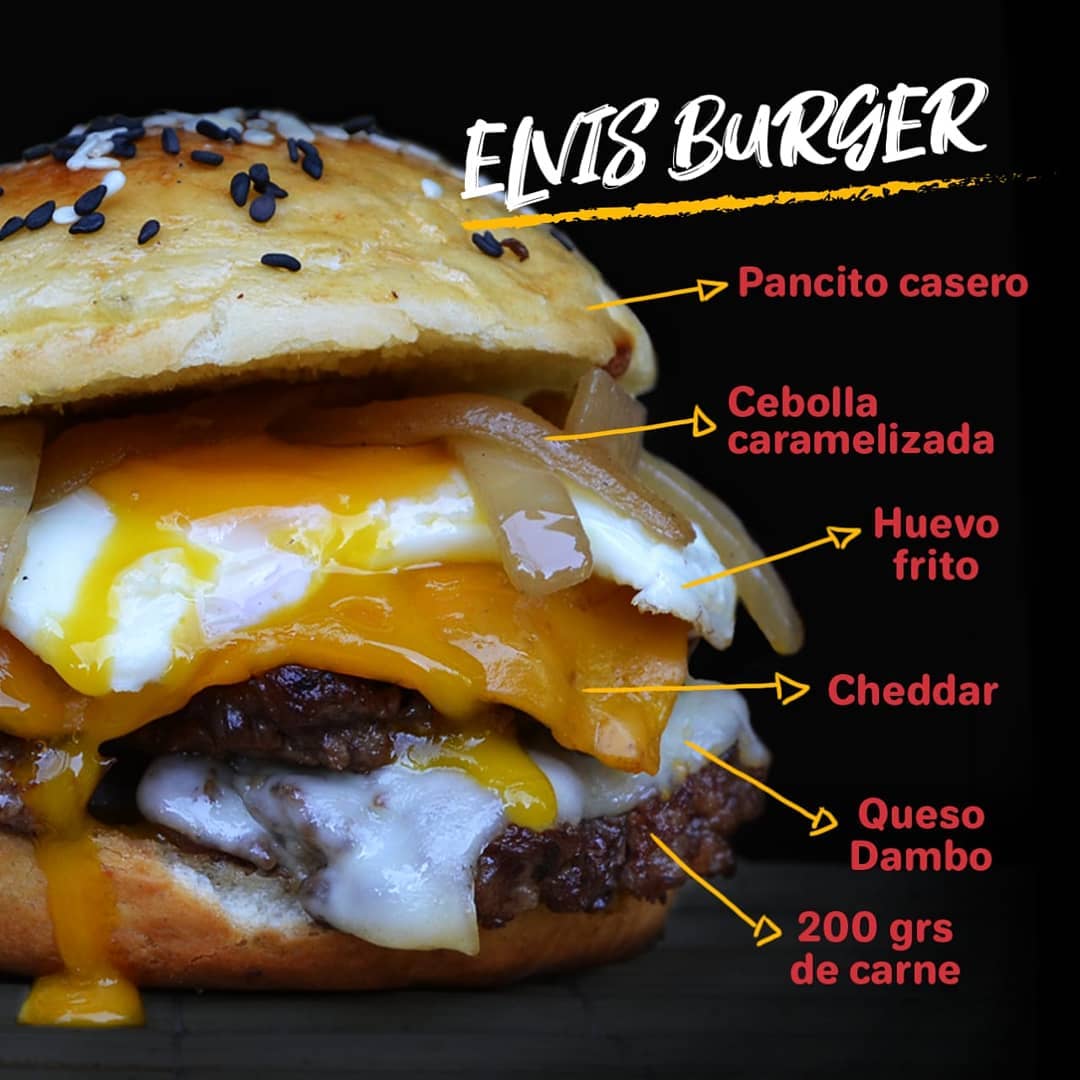 ELVIS BURGER
Pancito casero
Cebolla
caramelizada
Huevo
frito
Cheddar
Queso
Dambo
200 grs
de carne